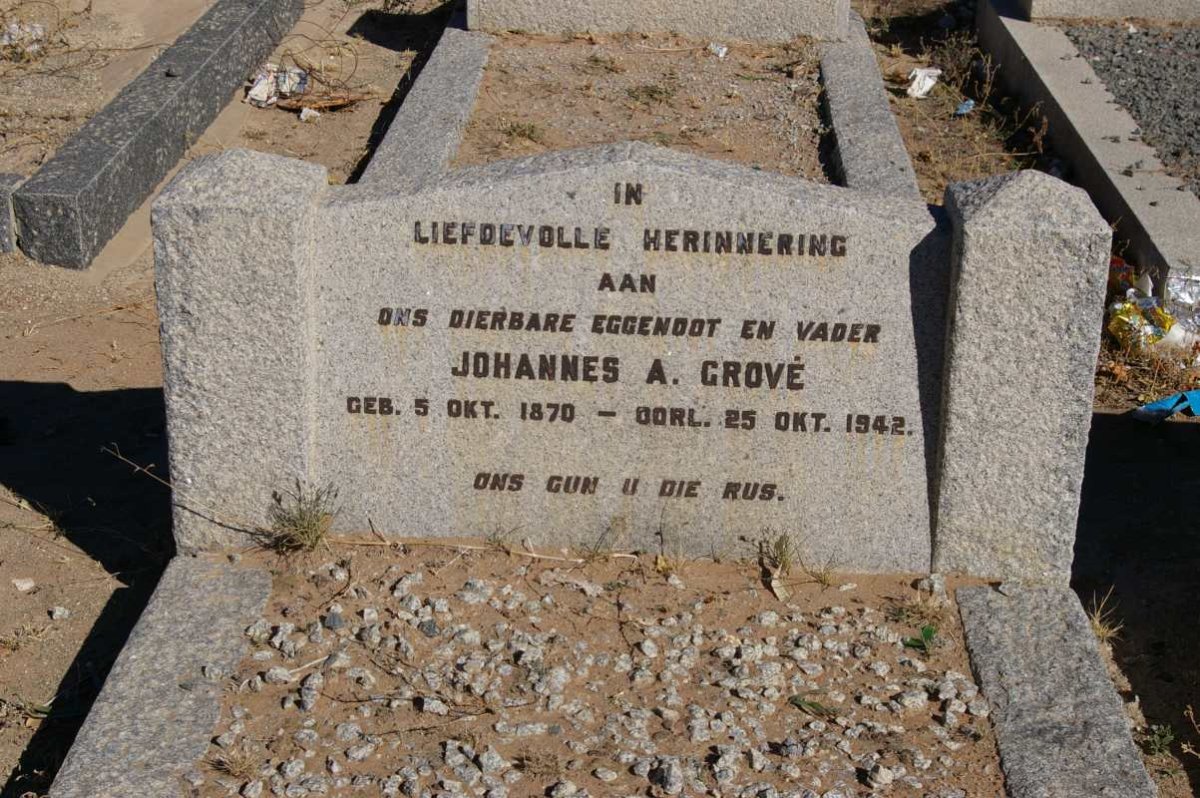 IN
LIEFDEVOLLE HERINNERING
AAN
ONS DIERBARE EGGENOOT EN VADER
JOHANNES A. GROVÉ
GEB. 5 OKT. 1870 — OORL. 25 OKT. 1942.
ONS GUN U DIE RUS.